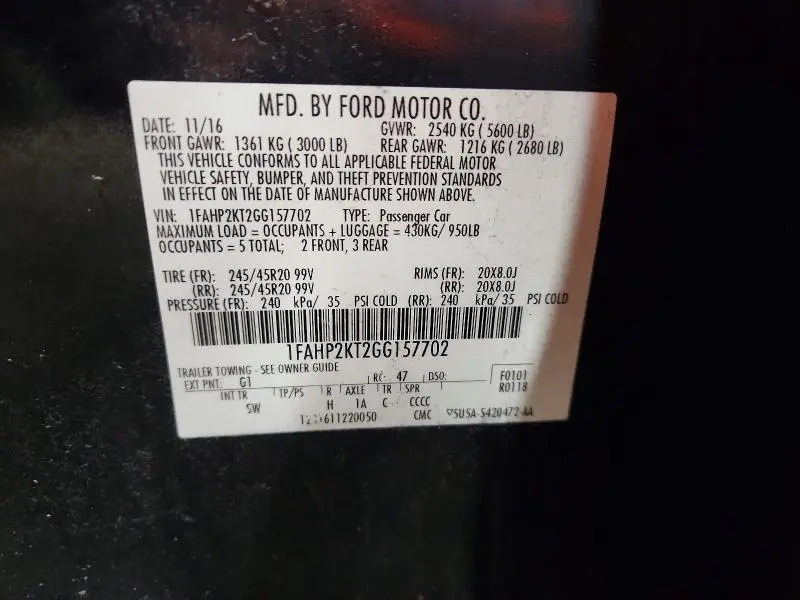 MFD. BY FORD MOTOR CO.
DATE: 11/16 GVWR: 2540 KG ( 5600 LB)
FRONT GAWR: 1361 KG ( 3000 LB) REAR GAWR: 1216 KG ( 2680 LB)
THIS VEHICLE CONFORMS TO ALL APPLICABLE FEDERAL MOTOR
VEHICLE SAFETY, BUMPER, AND THEFT PREVENTION STANDARDS
IN EFFECT ON THE DATE OF MANUFACTURE SHOWN ABOVE.
VIN: 1FAHP2KT2GG157702 TYPE: Passenger Car
MAXIMUM LOAD = OCCUPANTS + LUGGAGE = 430KG/ 950LB
OCCUPANTS = 5 TOTAL; 2 FRONT, 3 REAR
TIRE (FR): 245/45R20 99V RIMS (FR): 20X8.0J
(RR): 245/45R20 99V (RR): 20X8.0J
PRESSURE (FR): 240 kPa/ 35 PSI COLD (RR): 240 kPa/ 35 PSI COLD
1FAHP2KT2GG157702
TRAILER TOWING - SEE OWNER GUIDE
EXT PNT: G1 RC: 47 DSO: F0101
INT TR TP/PS R AXLE TR SPR R0118
SW H 1A C CCCC
611220050 CMC 5U5A-5420472-AA